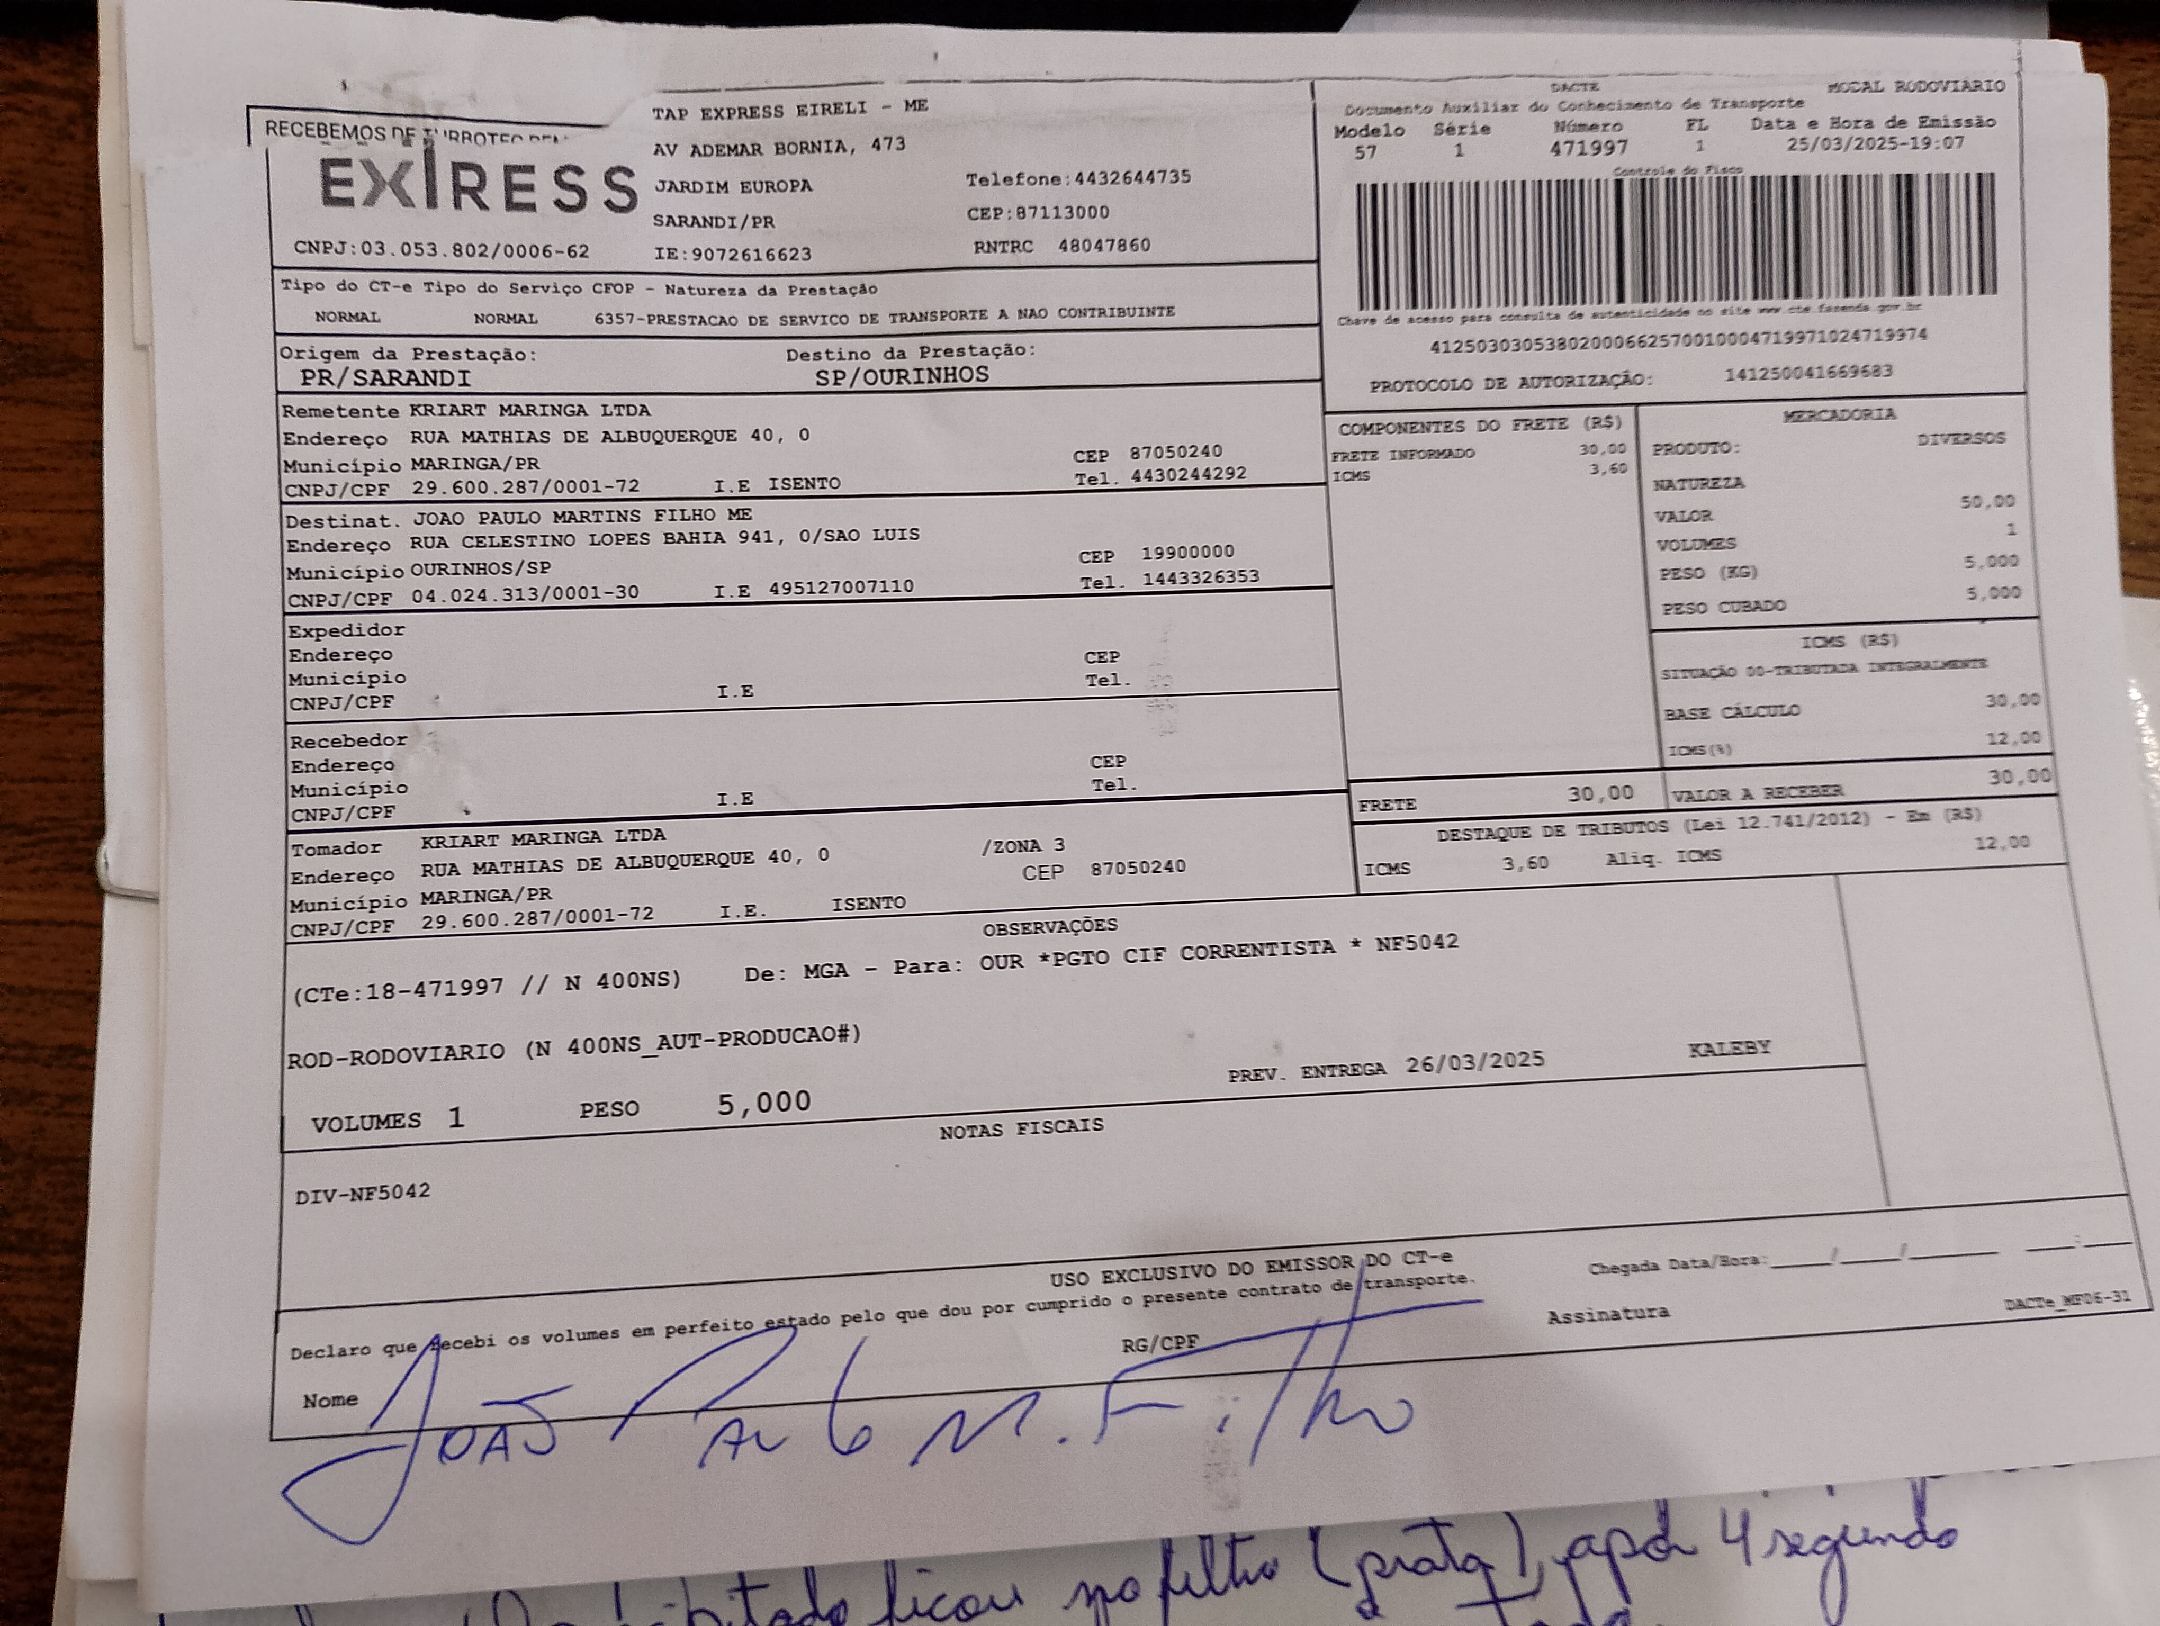 RECEBEMOS DE
EXPRESS
CNPJ:03.053.802/0006-62
TAP EXPRESS EIRELI - ME
AV ADEMAR BORNIA, 473
JARDIM EUROPA
Telefone:4432644735
SARANDI/PR
CEP:87113000
IE:9072616623
RNTRC 48047860
DACTE
MODAL RODOVIÁRIO
Documento Auxiliar do Conhecimento de Transporte
Modelo Série Número FL Data e Hora de Emissão
57 1 471997 1 25/03/2025-19:07
Controle do Fisco
Chave de acesso para consulta de autenticidade no site www.cte.fazenda.gov.br
41250303053802000662570010004719971024719974
PROTOCOLO DE AUTORIZAÇÃO: 141250041669683
Tipo do CT-e Tipo do Serviço CFOP - Natureza da Prestação
NORMAL NORMAL 6357-PRESTACAO DE SERVICO DE TRANSPORTE A NAO CONTRIBUINTE
Origem da Prestação: Destino da Prestação:
PR/SARANDI SP/OURINHOS
Remetente KRIART MARINGA LTDA
Endereço RUA MATHIAS DE ALBUQUERQUE 40, 0
Município MARINGA/PR CEP 87050240
CNPJ/CPF 29.600.287/0001-72 I.E ISENTO Tel. 4430244292
Destinat. JOAO PAULO MARTINS FILHO ME
Endereço RUA CELESTINO LOPES BAHIA 941, 0/SAO LUIS
Município OURINHOS/SP CEP 19900000
CNPJ/CPF 04.024.313/0001-30 I.E 495127007110 Tel. 1443326353
Expedidor
Endereço
Município CEP
CNPJ/CPF I.E Tel.
Recebedor
Endereço
Município CEP
CNPJ/CPF I.E Tel.
Tomador KRIART MARINGA LTDA
Endereço RUA MATHIAS DE ALBUQUERQUE 40, 0 /ZONA 3
Município MARINGA/PR CEP 87050240
CNPJ/CPF 29.600.287/0001-72 I.E. ISENTO
COMPONENTES DO FRETE (R$)
FRETE INFORMADO 30,00
ICMS 3,60
MERCADORIA
PRODUTO: DIVERSOS
NATUREZA
VALOR 50,00
VOLUMES 1
PESO (KG) 5,000
PESO CUBADO 5,000
ICMS (R$)
SITUAÇÃO 00-TRIBUTADA INTEGRALMENTE
BASE CÁLCULO 30,00
ICMS(%) 12,00
FRETE 30,00 VALOR A RECEBER 30,00
DESTAQUE DE TRIBUTOS (Lei 12.741/2012) - Em (R$)
ICMS 3,60 Aliq. ICMS 12,00
OBSERVAÇÕES
(CTe:18-471997 // N 400NS) De: MGA - Para: OUR *PGTO CIF CORRENTISTA * NF5042
ROD-RODOVIARIO (N 400NS_AUT-PRODUCAO#)
PREV. ENTREGA 26/03/2025 KALEBY
VOLUMES 1 PESO 5,000
NOTAS FISCAIS
DIV-NF5042
USO EXCLUSIVO DO EMISSOR DO CT-e
Declaro que recebi os volumes em perfeito estado pelo que dou por cumprido o presente contrato de transporte.
Chegada Data/Hora:____/____/______ ___:___
Nome RG/CPF Assinatura DACTe_MF06-31
João Paulo M. Filho
ficou no filtro (prata), após 4 segundo